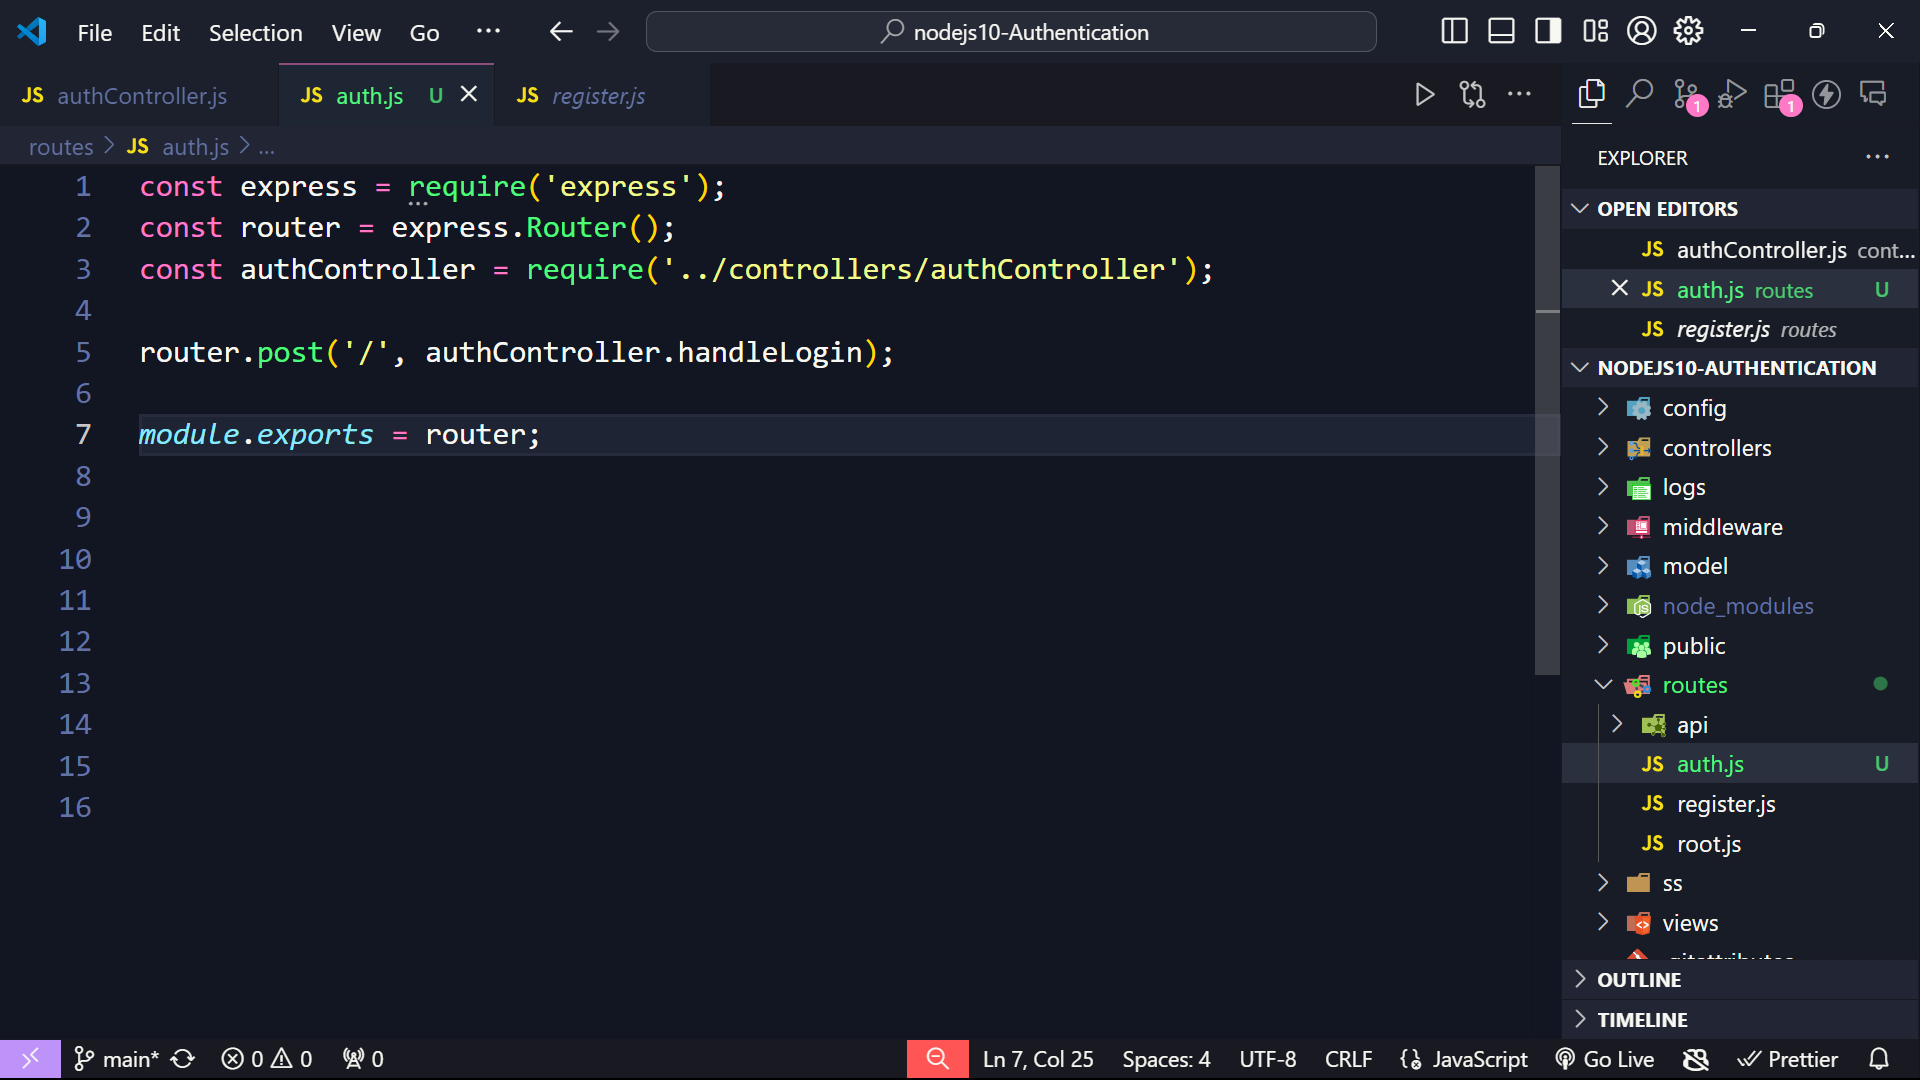 File Edit Selection View Go ··· nodejs10-Authentication
JS authController.js JS auth.js U JS register.js
routes > JS auth.js > ...
1 const express = require('express');
2 const router = express.Router();
3 const authController = require('../controllers/authController');
4
5 router.post('/', authController.handleLogin);
6
7 module.exports = router;
8
9
10
11
12
13
14
15
16
1 1
EXPLORER ···
OPEN EDITORS
JS authController.js cont...
JS auth.js routes U
JS register.js routes
NODEJS10-AUTHENTICATION
config
controllers
logs
middleware
model
node_modules
public
routes
api
JS auth.js U
JS register.js
JS root.js
ss
views
.gitattributes
OUTLINE
TIMELINE
main* 0 0 0 Ln 7, Col 25 Spaces: 4 UTF-8 CRLF {} JavaScript Go Live Prettier